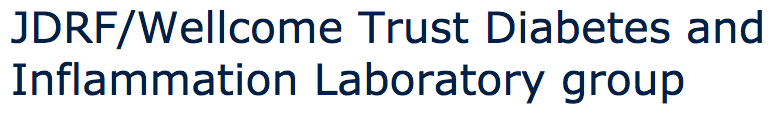 JDRF/Wellcome Trust Diabetes and
Inflammation Laboratory group